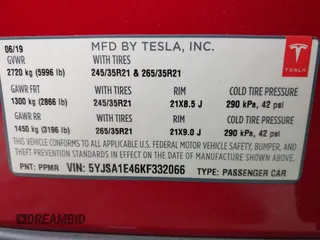 06/19 MFD BY TESLA, INC.
GVWR WITH TIRES
2720 kg (5996 lb) 245/35R21 & 265/35R21
TESLA
GAWR FRT WITH TIRES RIM COLD TIRE PRESSURE
1300 kg (2866 lb) 245/35R21 21X8.5 J 290 kPa, 42 psi
GAWR RR WITH TIRES RIM COLD TIRE PRESSURE
1450 kg (3196 lb) 265/35R21 21X9.0 J 290 kPa, 42 psi
THIS VEHICLE CONFORMS TO ALL APPLICABLE U.S. FEDERAL MOTOR VEHICLE SAFETY, BUMPER, AND
THEFT PREVENTION STANDARDS IN EFFECT ON THE DATE OF MANUFACTURE SHOWN ABOVE.
PNT: PPMR VIN: 5YJSA1E46KF332066 TYPE: PASSENGER CAR
DREAMBID